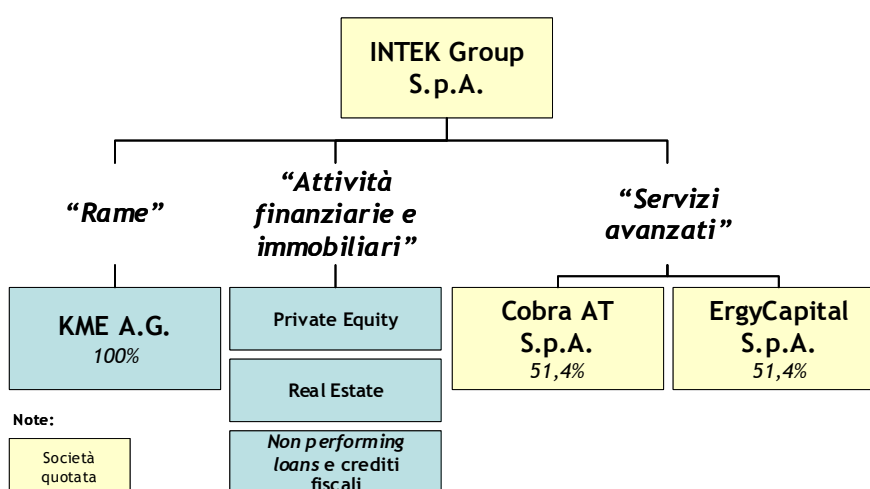 INTEK Group
S.p.A.
“Rame”
“Attività
finanziarie e
immobiliari”
“Servizi
avanzati”
KME A.G.
100%
Private Equity
Real Estate
Non performing
loans e crediti
fiscali
Cobra AT
S.p.A.
51,4%
ErgyCapital
S.p.A.
51,4%
Note:
Società
quotata